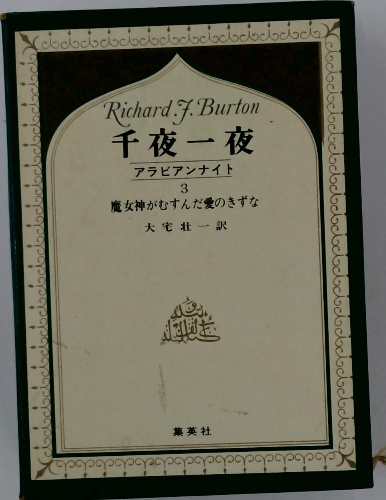 Richard.F.Burton
千夜一夜
アラビアンナイト
3
魔女神がむすんだ愛のきずな
大宅壮一訳
集英社